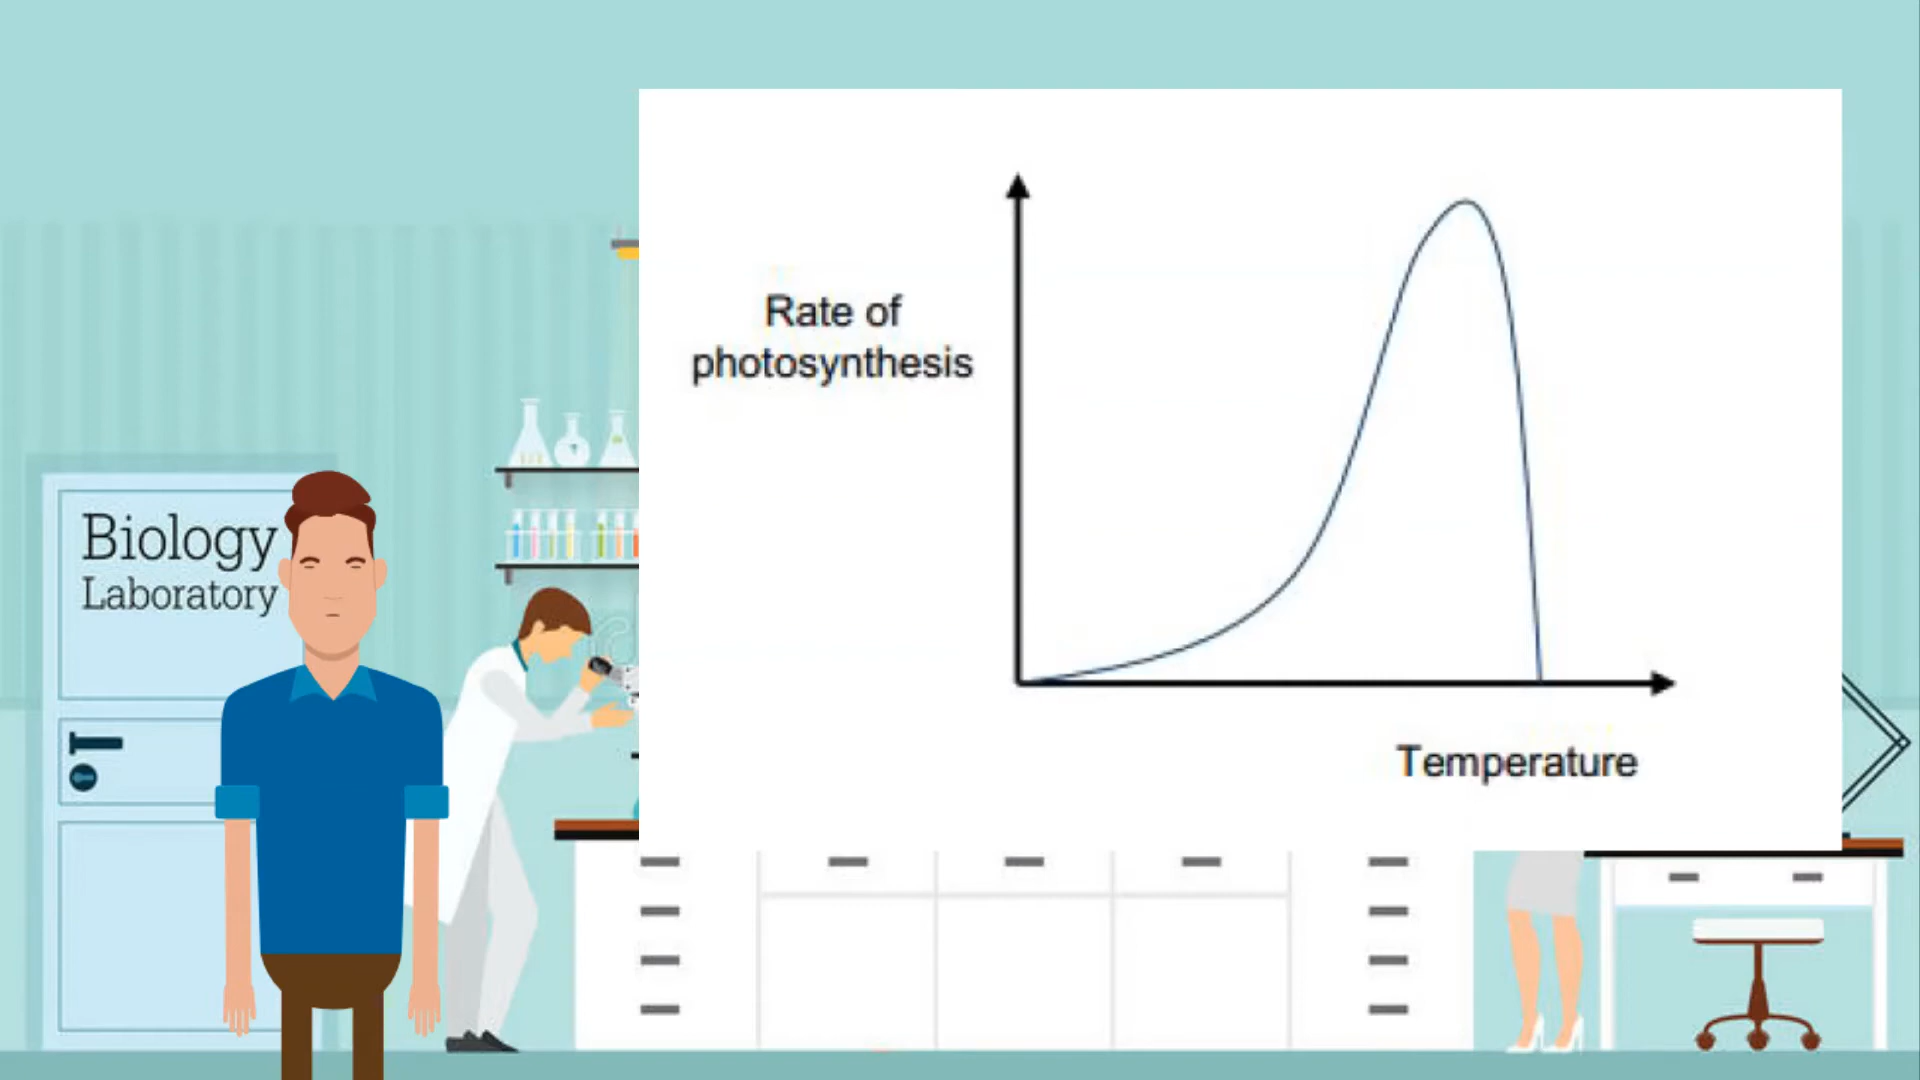 Rate of
photosynthesis
Temperature
Biology
Laboratory